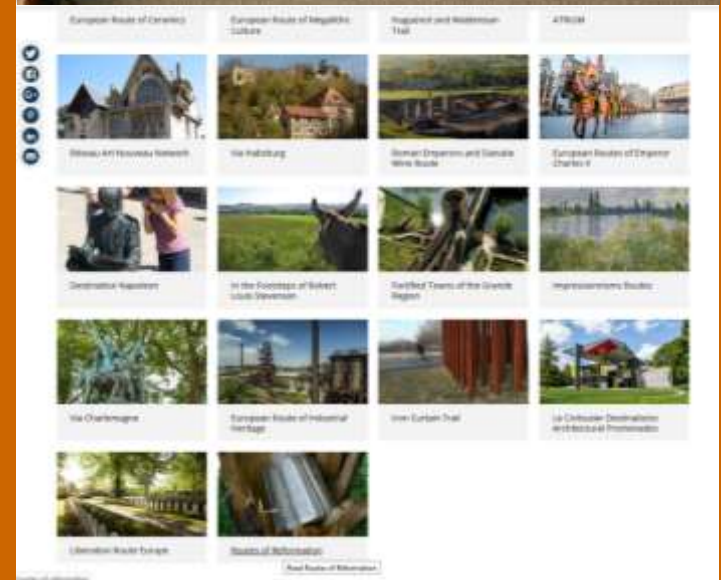 European Route of Ceramics
European Route of Megalithic
Culture
Huguenot and Waldensian
Trail
ATRIUM
Réseau Art Nouveau Network
Via Habsburg
Roman Emperors and Danube
Wine Route
European Routes of Emperor
Charles V
Destination Napoleon
In the Footsteps of Robert
Louis Stevenson
Fortified Towns of the Grande
Region
Impressionisms Routes
Via Charlemagne
European Route of Industrial
Heritage
Iron Curtain Trail
Le Corbusier Destinations:
Architectural Promenades
Liberation Route Europe
Routes of Reformation
Read Routes of Reformation